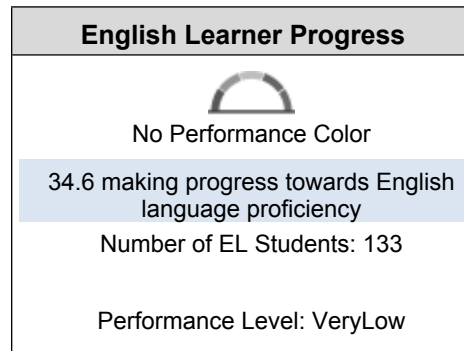 English Learner Progress
No Performance Color
34.6 making progress towards English
language proficiency
Number of EL Students: 133
Performance Level: VeryLow